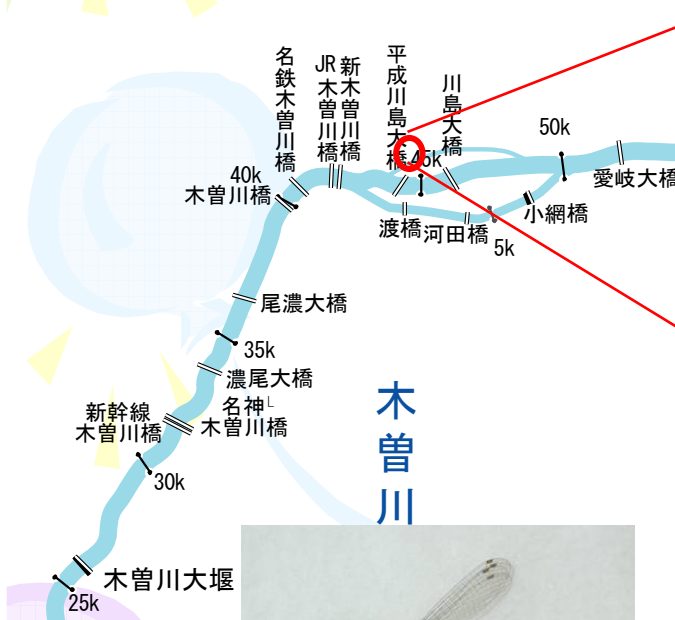 名鉄木曽川橋
JR木曽川橋
新木曽川橋
平成川島大橋
川島大橋
45k
50k
愛岐大橋
40k
木曽川橋
渡橋
河田橋
小網橋
5k
尾濃大橋
35k
濃尾大橋
名神
木曽川橋
新幹線
木曽川橋
30k
木曽川
木曽川大堰
25k